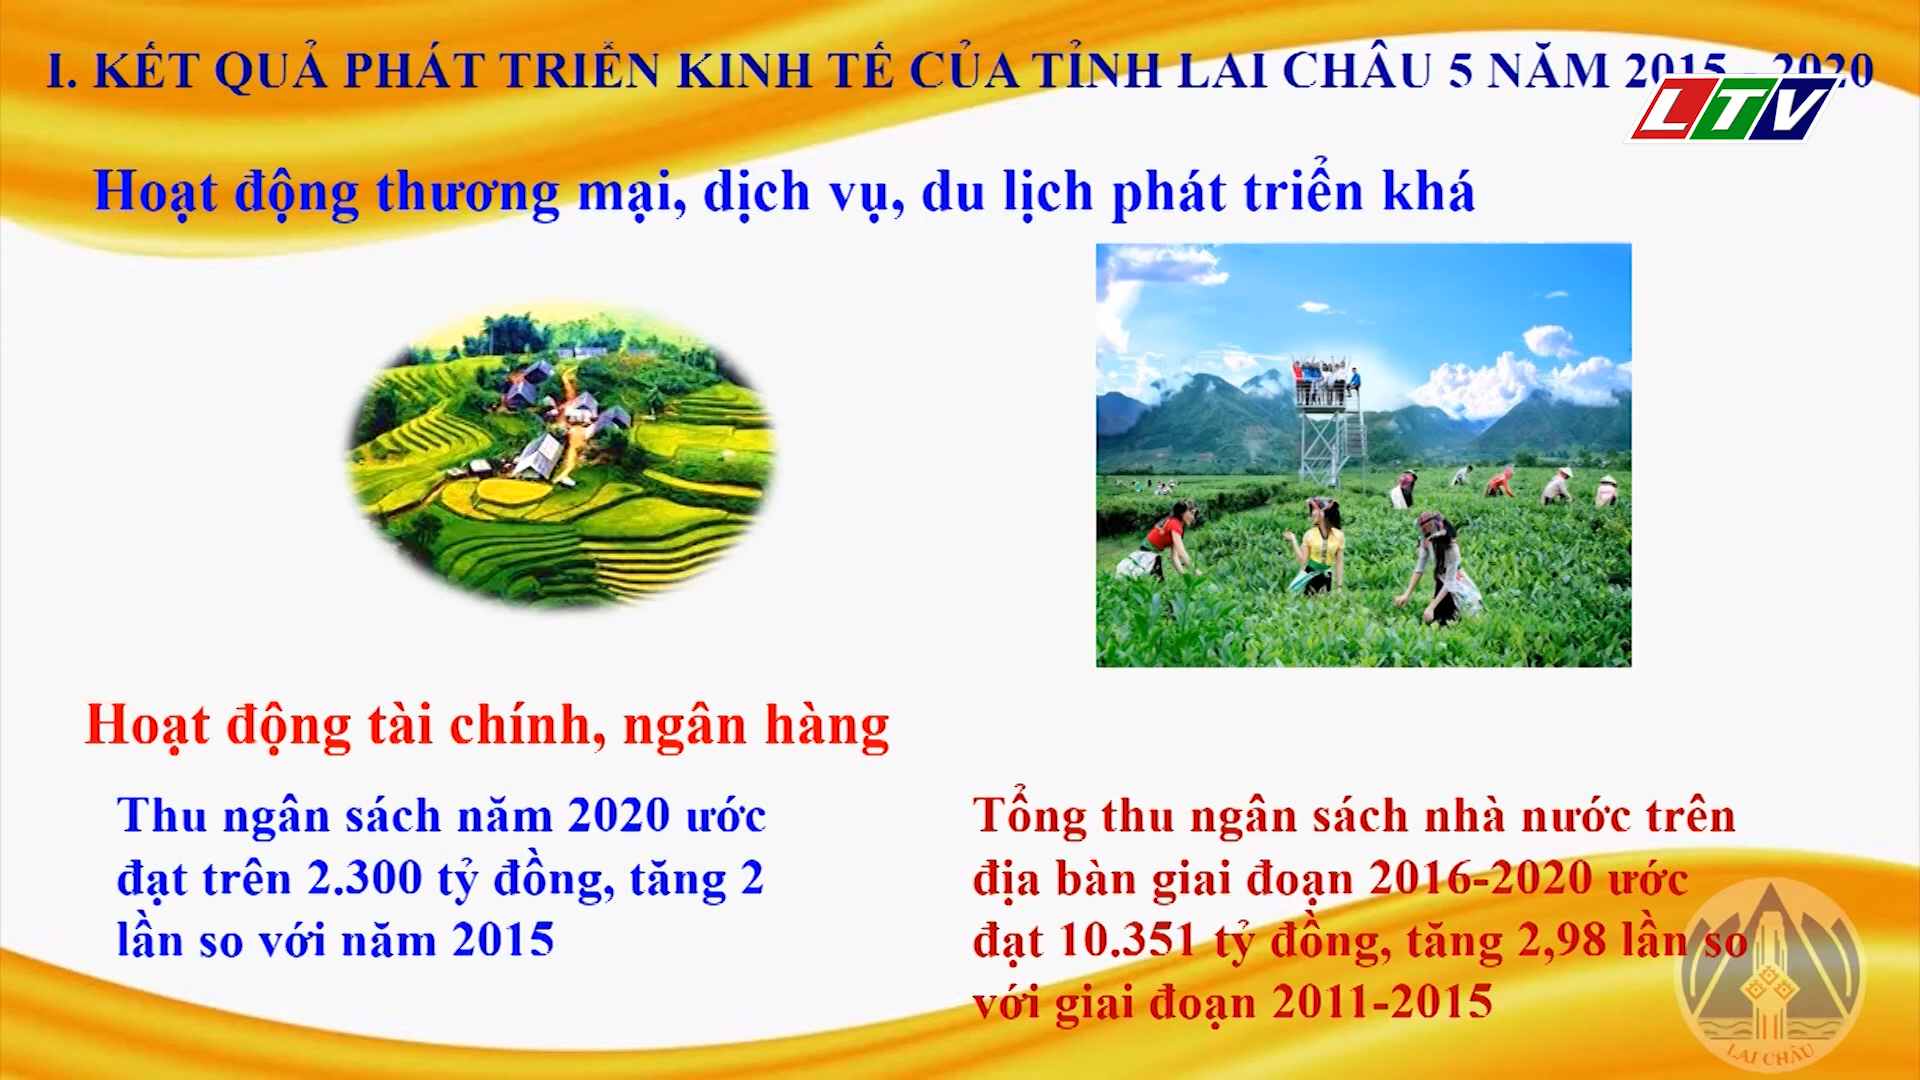 I. KẾT QUẢ PHÁT TRIỂN KINH TẾ CỦA TỈNH LAI CHÂU 5 NĂM 2015 - 2020
LTV
Hoạt động thương mại, dịch vụ, du lịch phát triển khá
Hoạt động tài chính, ngân hàng
Thu ngân sách năm 2020 ước
đạt trên 2.300 tỷ đồng, tăng 2
lần so với năm 2015
Tổng thu ngân sách nhà nước trên
địa bàn giai đoạn 2016-2020 ước
đạt 10.351 tỷ đồng, tăng 2,98 lần so
với giai đoạn 2011-2015
LAI CHÂU